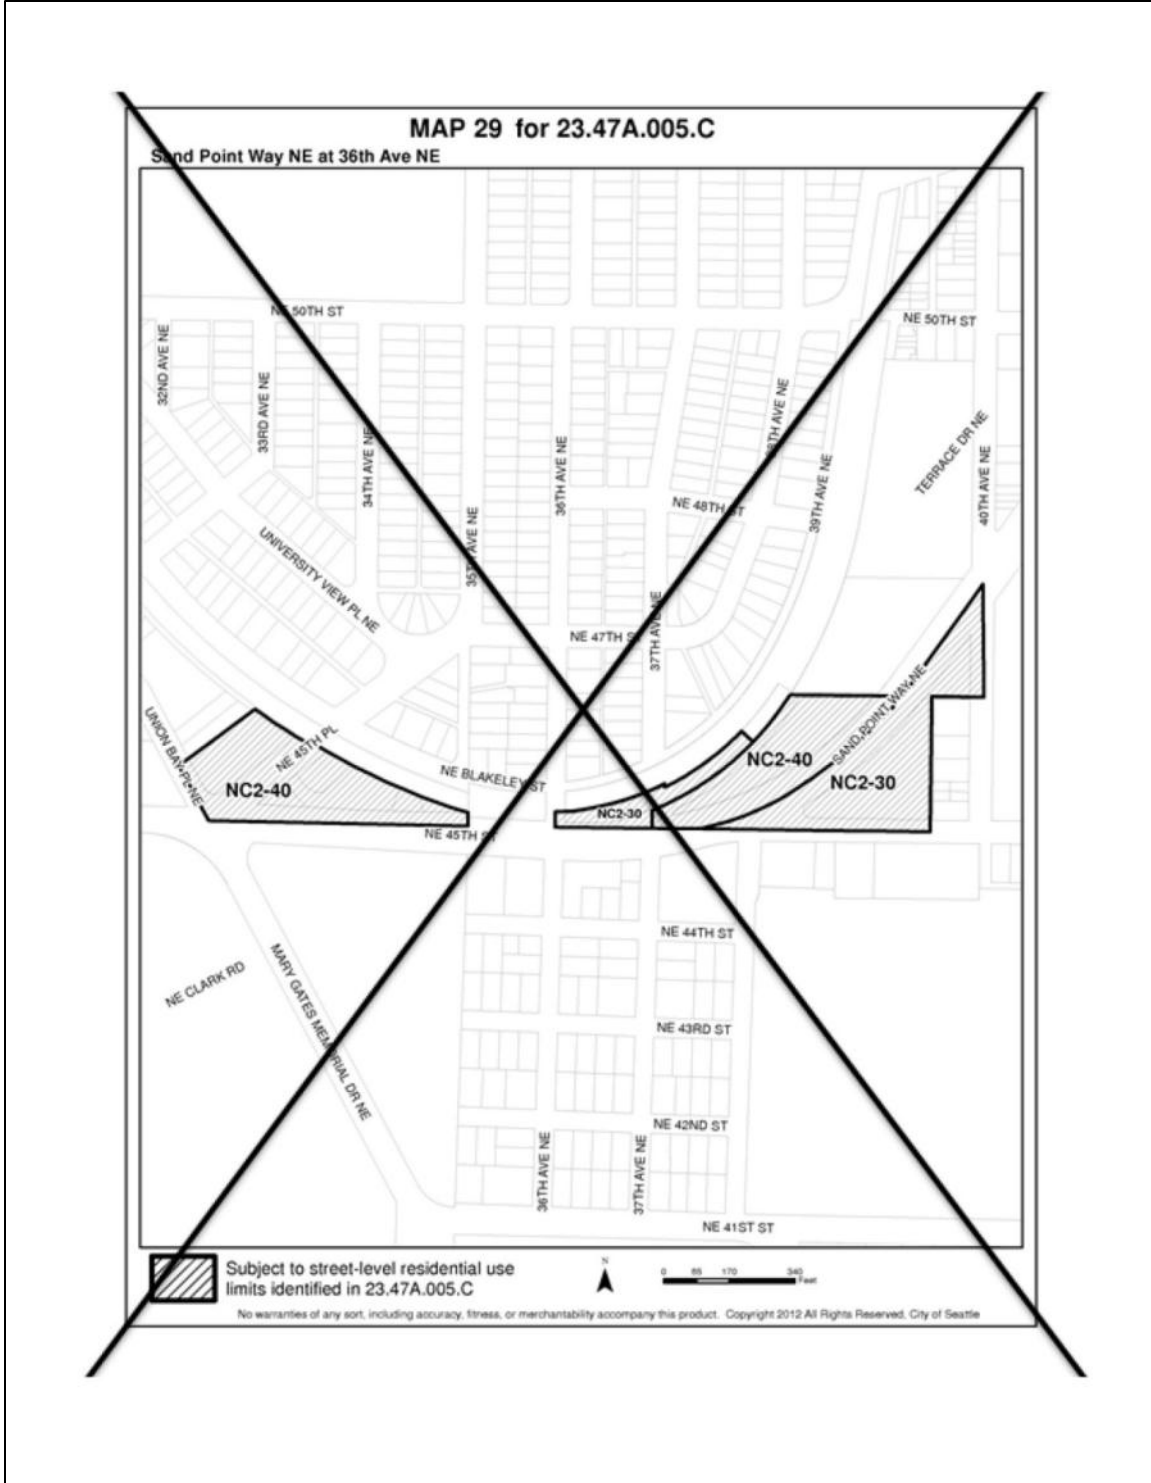 MAP 29 for 23.47A.005.C
Sand Point Way NE at 36th Ave NE
NE 50TH ST
NE 50TH ST
32ND AVE NE
33RD AVE NE
34TH AVE NE
35TH AVE NE
36TH AVE NE
38TH AVE NE
39TH AVE NE
TERRACE DR NE
40TH AVE NE
NE 48TH ST
UNIVERSITY VIEW PL NE
NE 47TH ST
37TH AVE NE
UNION BAY PL NE
NE 45TH PL
SAND POINT WAY NE
NE BLAKELEY ST
NC2-40
NC2-40
NC2-30
NC2-30
NE 45TH ST
NE 44TH ST
NE CLARK RD
MARY GATES MEMORIAL DR NE
NE 43RD ST
NE 42ND ST
36TH AVE NE
37TH AVE NE
NE 41ST ST
Subject to street-level residential use
limits identified in 23.47A.005.C
N
0 85 170 340
Feet
No warranties of any sort, including accuracy, fitness, or merchantability accompany this product. Copyright 2012 All Rights Reserved, City of Seattle